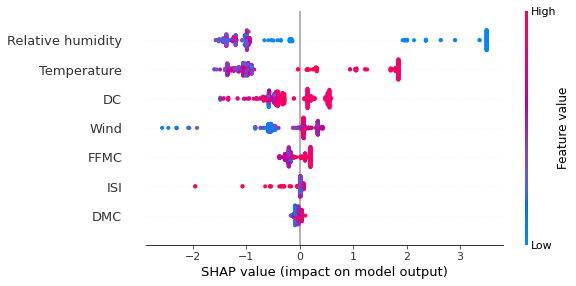 High
Relative humidity
Temperature
DC
Wind
FFMC
ISI
DMC
Feature value
Low
−2 −1 0 1 2 3
SHAP value (impact on model output)